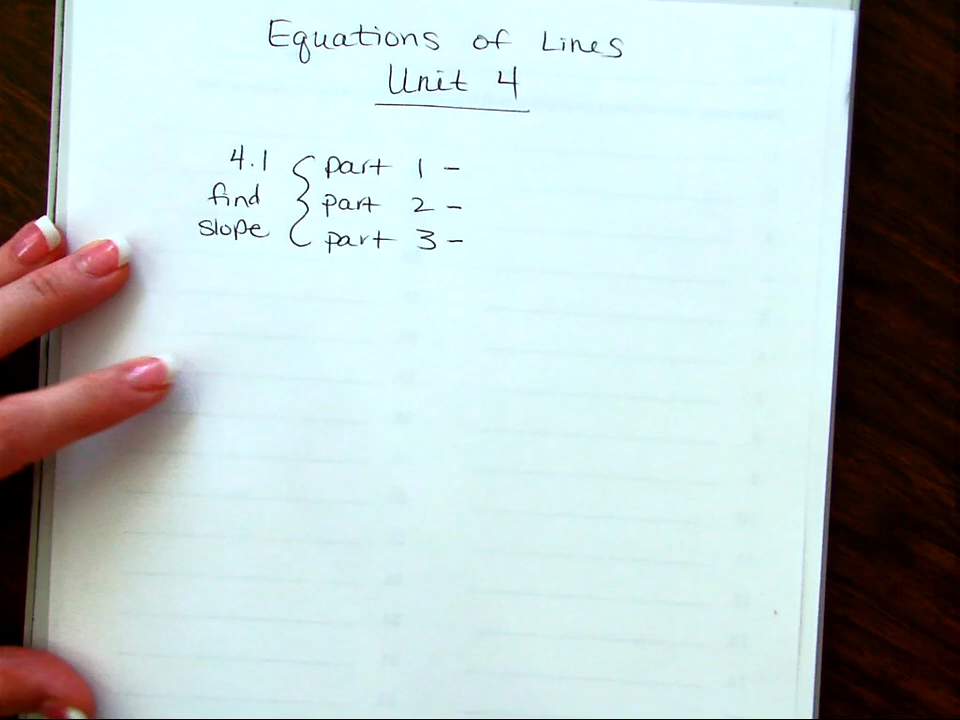 Equations of Lines
Unit 4
4.1 part 1 -
find part 2 -
slope part 3 -